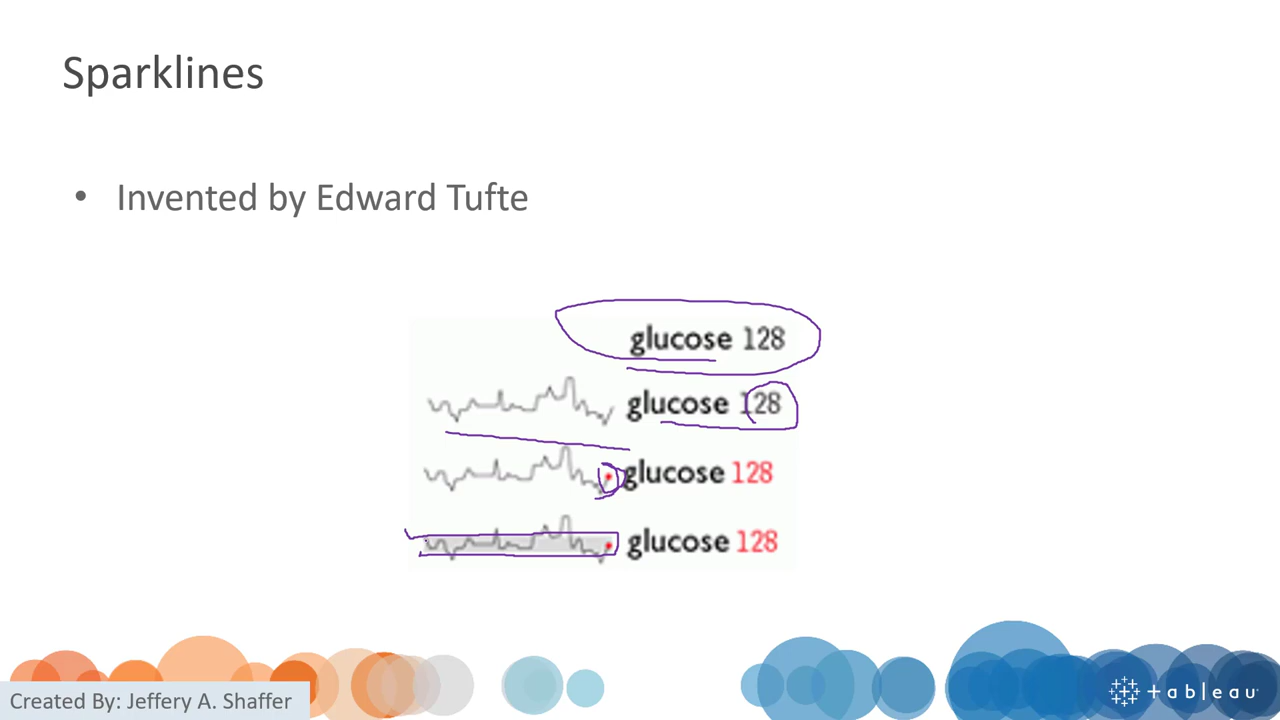 Sparklines
• Invented by Edward Tufte
glucose 128
glucose 128
glucose 128
glucose 128
Created By: Jeffery A. Shaffer
+ableau